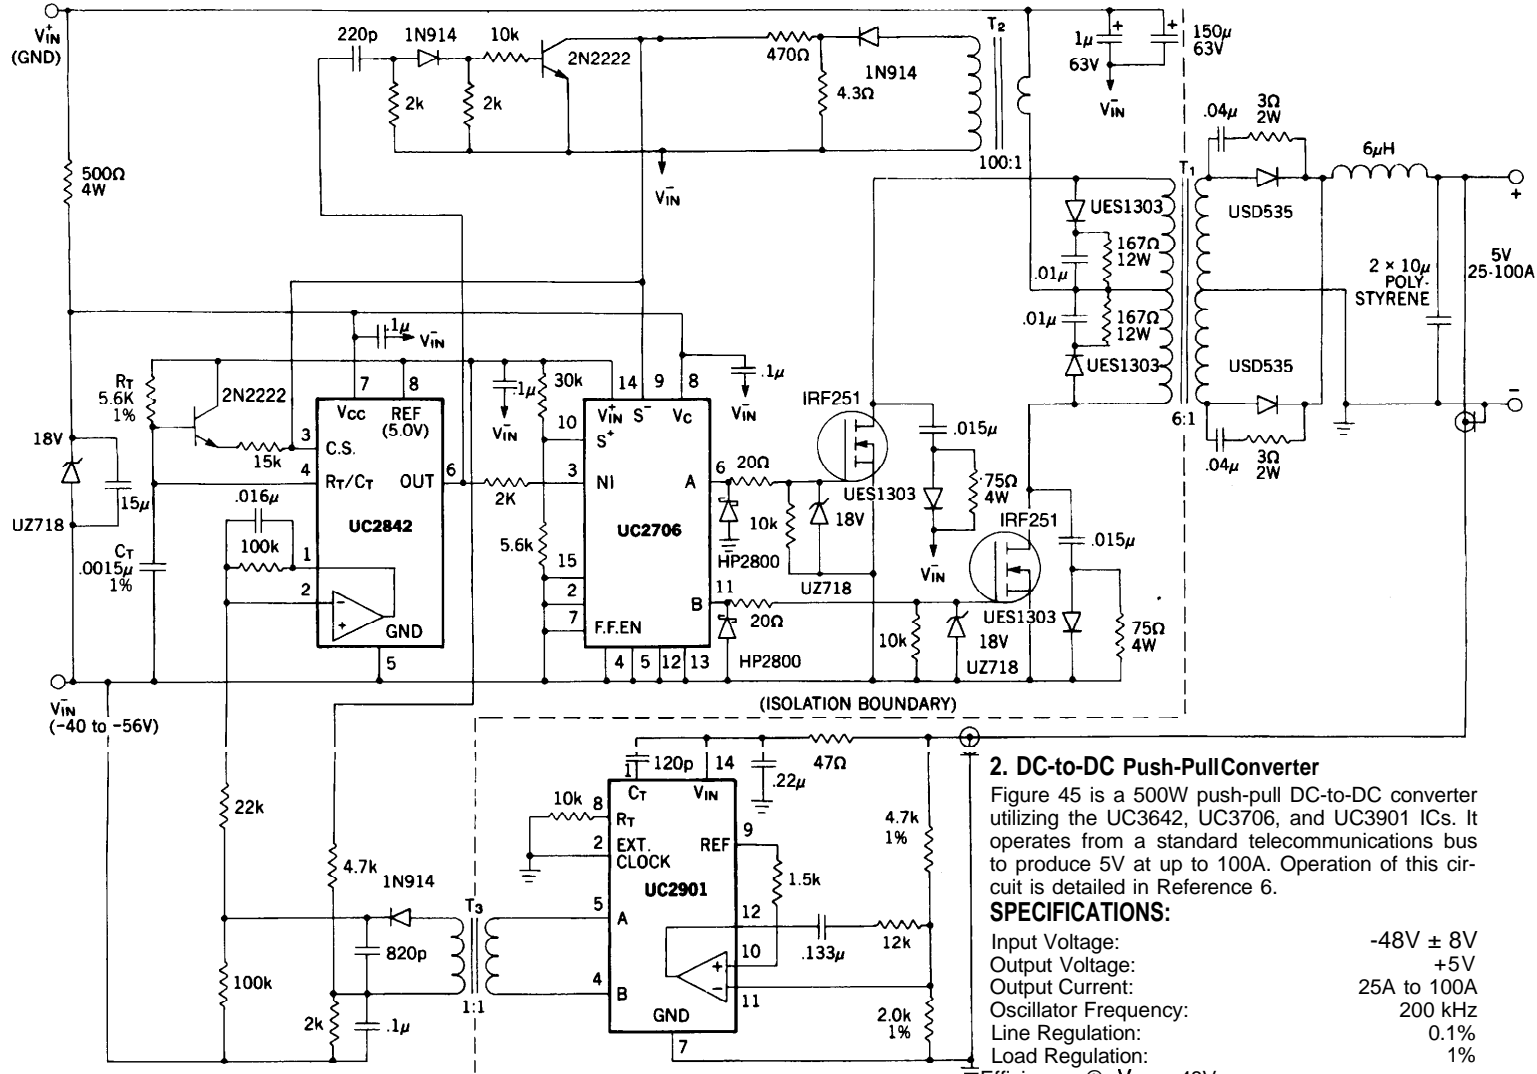 V+IN
(GND)
220p
1N914
10k
2N2222
2k
2k
470Ω
1N914
4.3Ω
T2
100:1
1µ
63V
150µ
63V
V-IN
V-IN
500Ω
4W
.04µ
3Ω
2W
6µH
T1
USD535
+
UES1303
167Ω
12W
.01µ
.01µ
167Ω
12W
UES1303
2 × 10µ
POLY-
STYRENE
5V
25-100A
USD535
6:1
.04µ
3Ω
2W
–
.1µ
V-IN
RT
5.6K
1%
2N2222
7
8
VCC
REF
(5.0V)
.1µ
V-IN
30k
14
9
8
V+IN
S-
VC
.1µ
V-IN
18V
15µ
UZ718
15k
3
C.S.
4
RT/CT
OUT
6
UC2842
2K
10
S+
3
NI
A
6
20Ω
UC2706
IRF251
.015µ
UES1303
75Ω
4W
V-IN
10k
18V
UZ718
HP2800
IRF251
.015µ
.016µ
100k
1
2
-
+
GND
5
CT
.0015µ
1%
5.6k
15
2
7
F.F.EN
B
11
20Ω
4
5
12
13
HP2800
10k
18V
UZ718
UES1303
75Ω
4W
V-IN
(-40 to -56V)
(ISOLATION BOUNDARY)
1
120p
14
CT
VIN
.22µ
47Ω
22k
4.7k
10k
8
RT
2
EXT.
CLOCK
REF
9
UC2901
1.5k
4.7k
1%
1N914
T3
820p
100k
2k
.1µ
1:1
5
A
4
B
12
.133µ
12k
10
+
-
11
GND
7
2.0k
1%
2. DC-to-DC Push-PullConverter
Figure 45 is a 500W push-pull DC-to-DC converter
utilizing the UC3642, UC3706, and UC3901 ICs. It
operates from a standard telecommunications bus
to produce 5V at up to 100A. Operation of this cir-
cuit is detailed in Reference 6.
SPECIFICATIONS:
Input Voltage: -48V ± 8V
Output Voltage: +5V
Output Current: 25A to 100A
Oscillator Frequency: 200 kHz
Line Regulation: 0.1%
Load Regulation: 1%